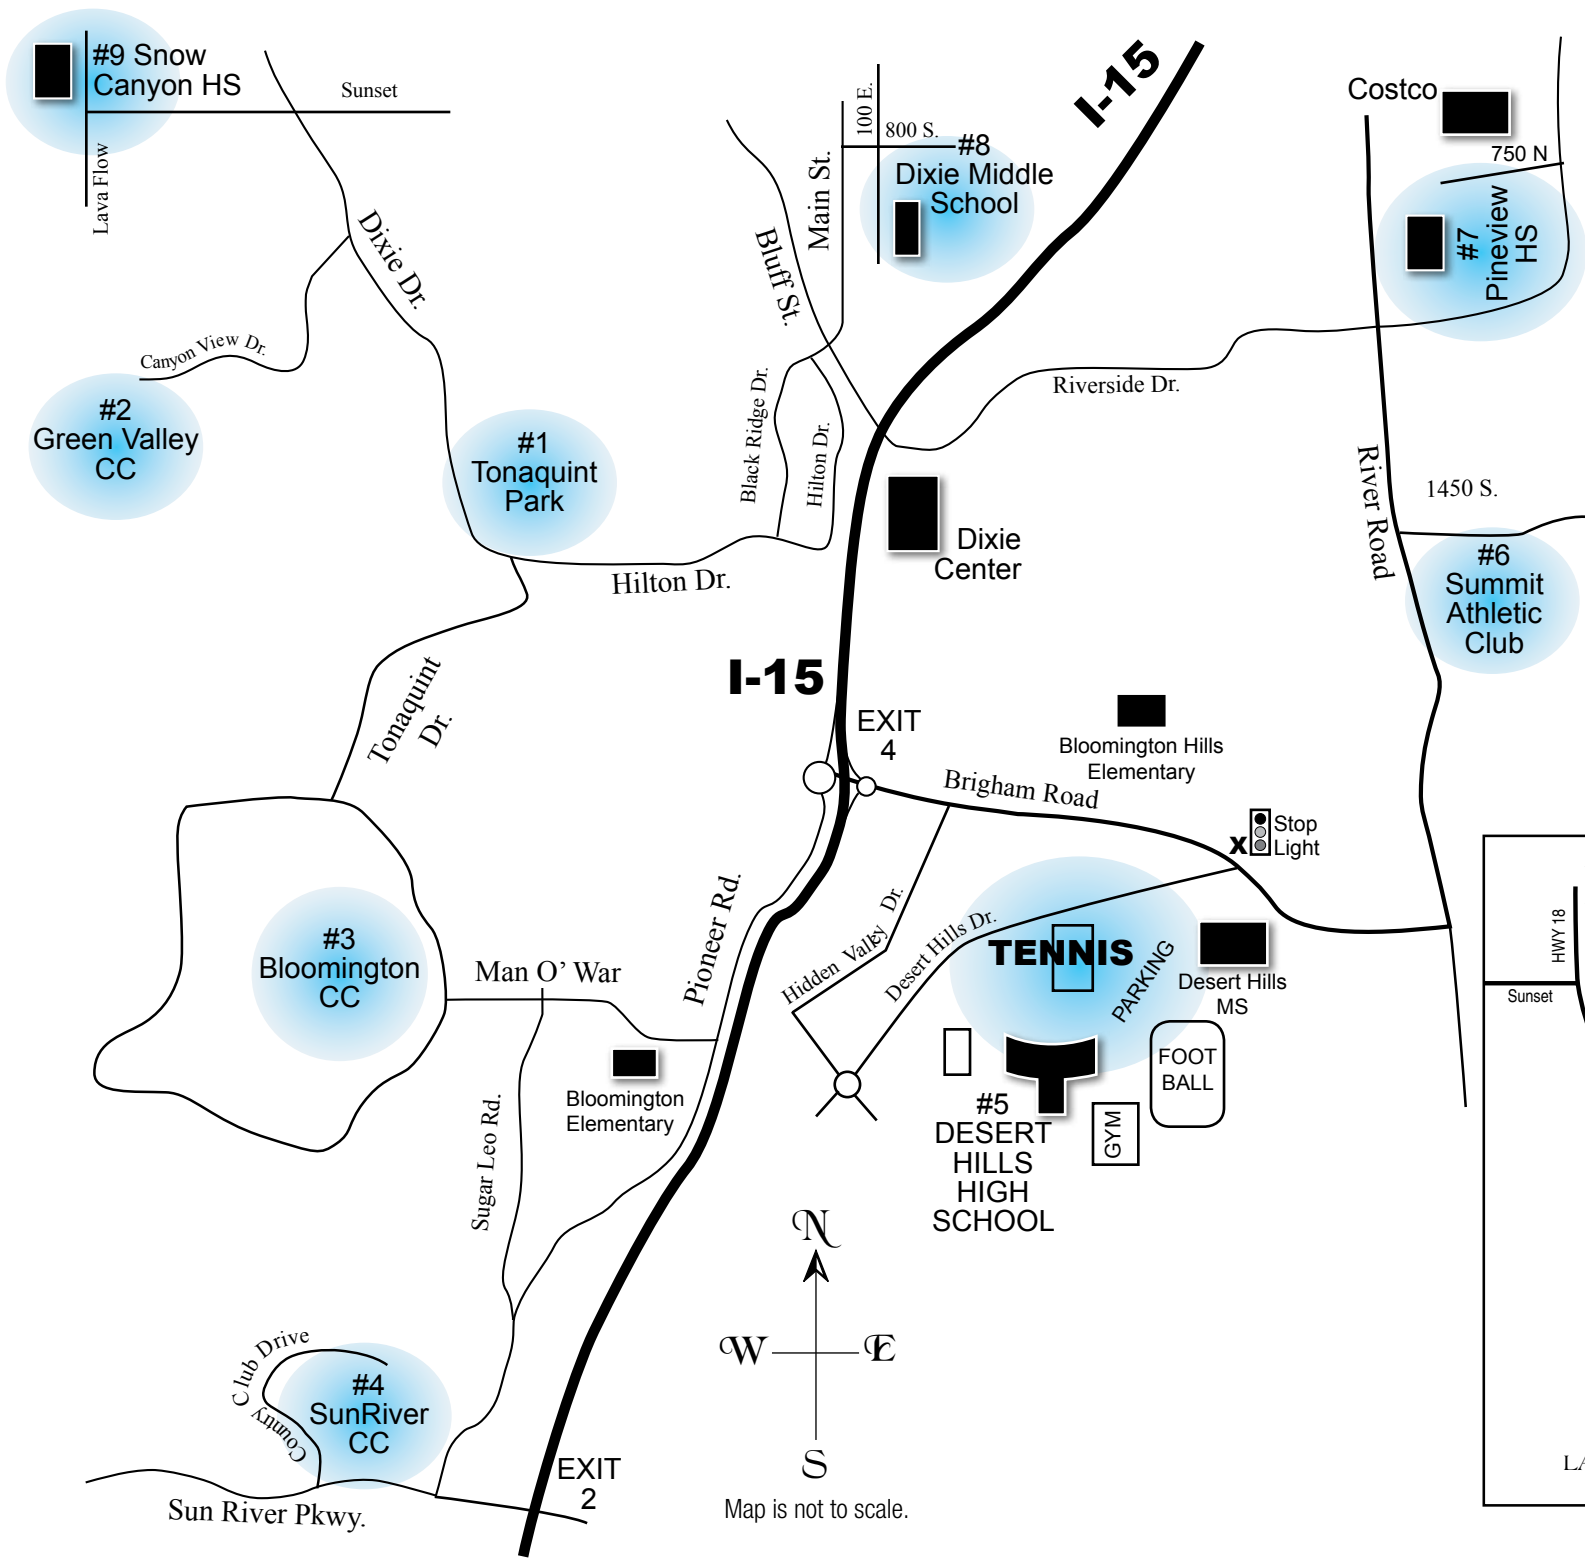 #9 Snow
Canyon HS
Sunset
Lava Flow
Dixie Dr.
Canyon View Dr.
#2
Green Valley
CC
#1
Tonaquint
Park
Hilton Dr.
Tonaquint
Dr.
Bluff St.
Main St.
100 E.
800 S.
#8
Dixie Middle
School
I-15
Black Ridge Dr.
Hilton Dr.
Riverside Dr.
Costco
750 N
#7
Pineview
HS
River Road
1450 S.
#6
Summit
Athletic
Club
Dixie
Center
I-15
EXIT
4
Bloomington Hills
Elementary
Brigham Road
X
Stop
Light
Hidden Valley Dr.
Desert Hills Dr.
TENNIS
PARKING
Desert Hills
MS
FOOT
BALL
GYM
#5
DESERT
HILLS
HIGH
SCHOOL
#3
Bloomington
CC
Man O' War
Pioneer Rd.
Bloomington
Elementary
Sugar Leo Rd.
Country Club Drive
#4
SunRiver
CC
Sun River Pkwy.
EXIT
2
N
W
E
S
Map is not to scale.
HWY 18
Sunset
LA